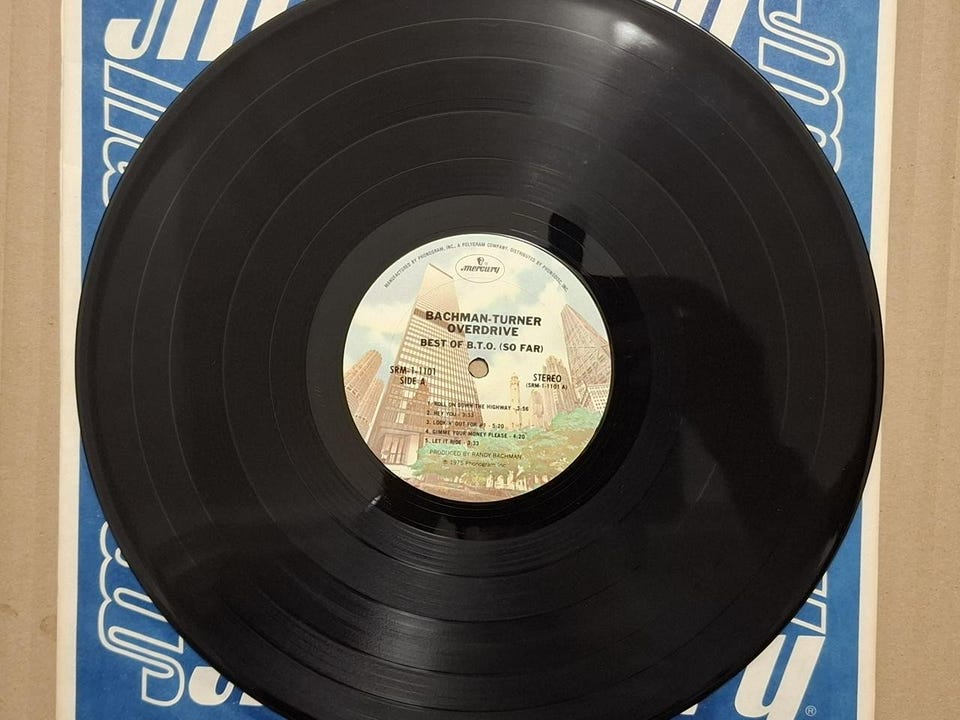 MANUFACTURED BY PHONOGRAM, INC., A POLYGRAM COMPANY, DISTRIBUTED BY PHONODISC, INC.
mercury
BACHMAN-TURNER
OVERDRIVE
BEST OF B.T.O. (SO FAR)
SRM-1-1101
SIDE A
STEREO
(SRM-1-1101 A)
1. ROLL ON DOWN THE HIGHWAY - 3:56
2. HEY YOU - 3:33
3. LOOKIN' OUT FOR #1 - 5:20
4. GIMME YOUR MONEY PLEASE - 4:20
5. LET IT RIDE - 3:33
PRODUCED BY RANDY BACHMAN
℗ 1975 Phonogram Inc.
®